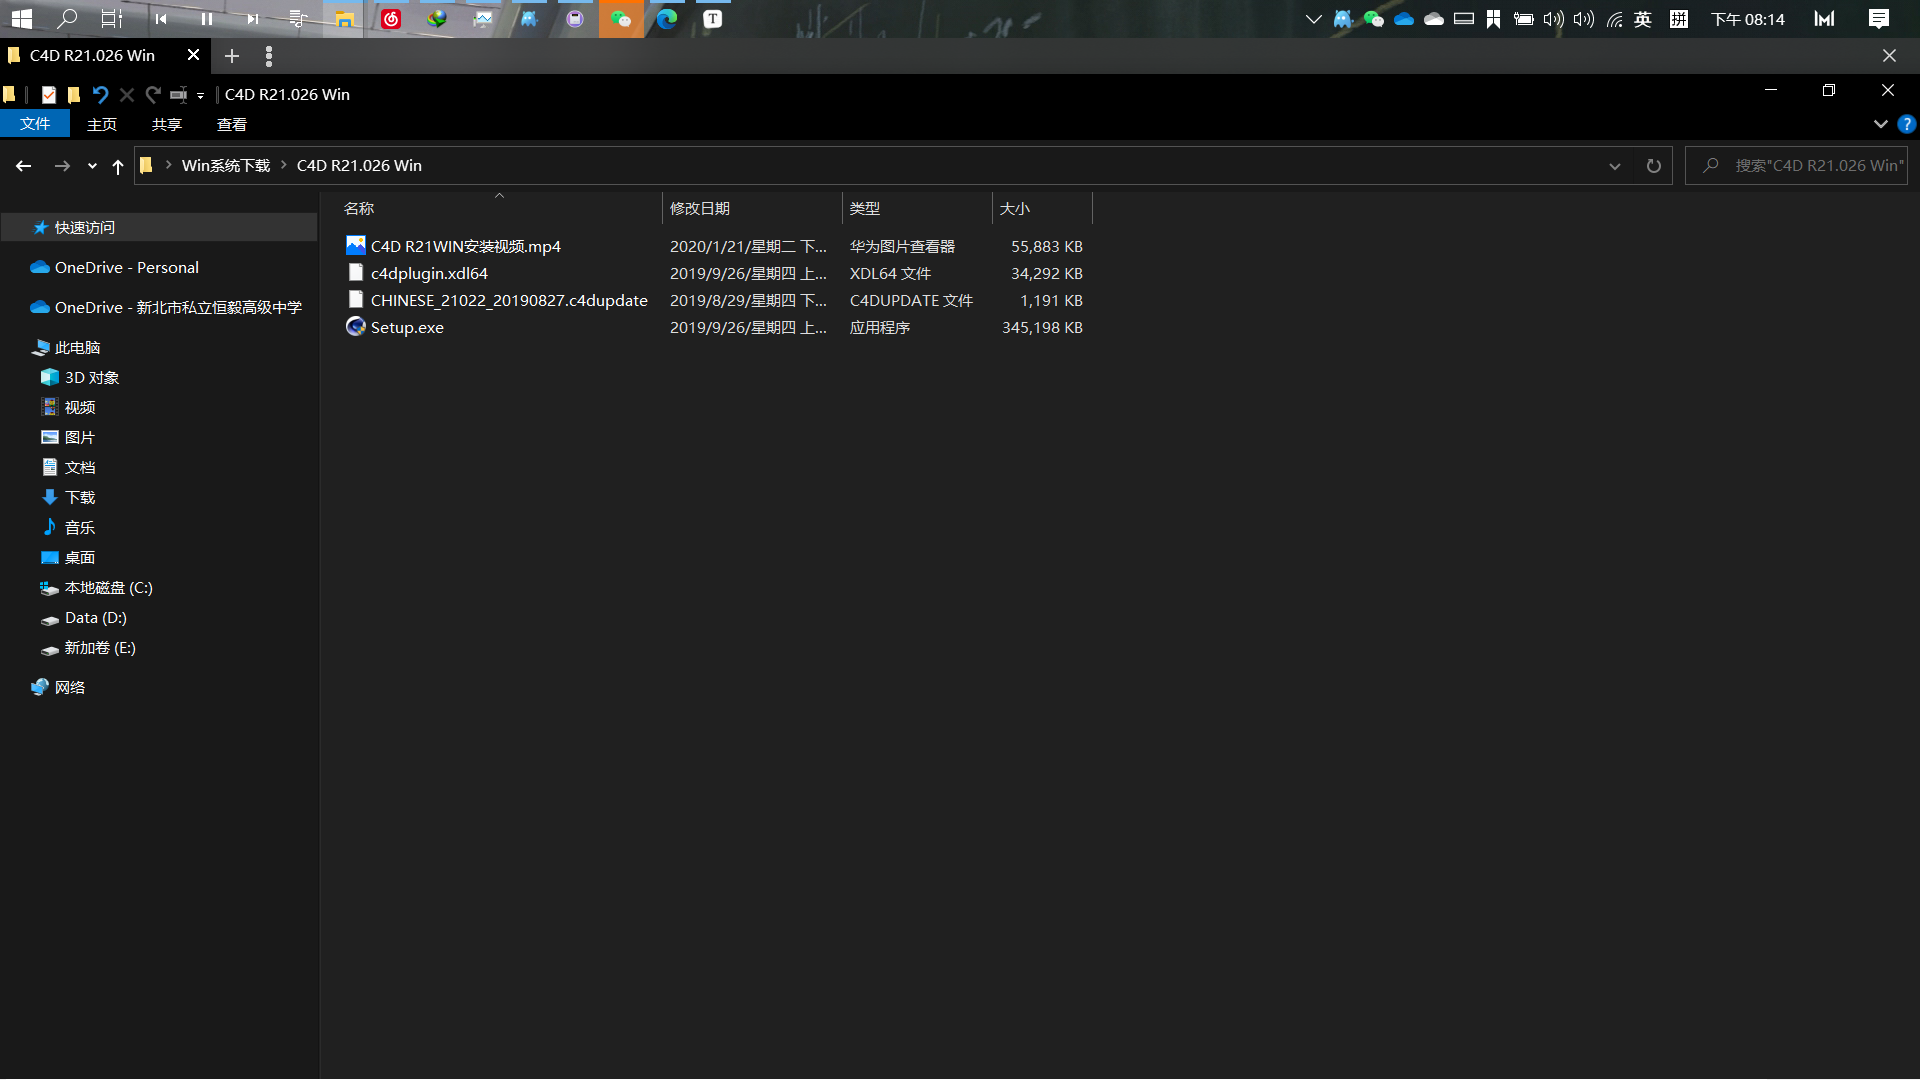 英 拼 下午 08:14
C4D R21.026 Win
C4D R21.026 Win
文件 主页 共享 查看
Win系统下载 C4D R21.026 Win 搜索"C4D R21.026 Win"
名称 修改日期 类型 大小
C4D R21WIN安装视频.mp4 2020/1/21/星期二 下... 华为图片查看器 55,883 KB
c4dplugin.xdl64 2019/9/26/星期四 上... XDL64 文件 34,292 KB
CHINESE_21022_20190827.c4dupdate 2019/8/29/星期四 下... C4DUPDATE 文件 1,191 KB
Setup.exe 2019/9/26/星期四 上... 应用程序 345,198 KB
快速访问
OneDrive - Personal
OneDrive - 新北市私立恒毅高级中学
此电脑
3D 对象
视频
图片
文档
下载
音乐
桌面
本地磁盘 (C:)
Data (D:)
新加卷 (E:)
网络